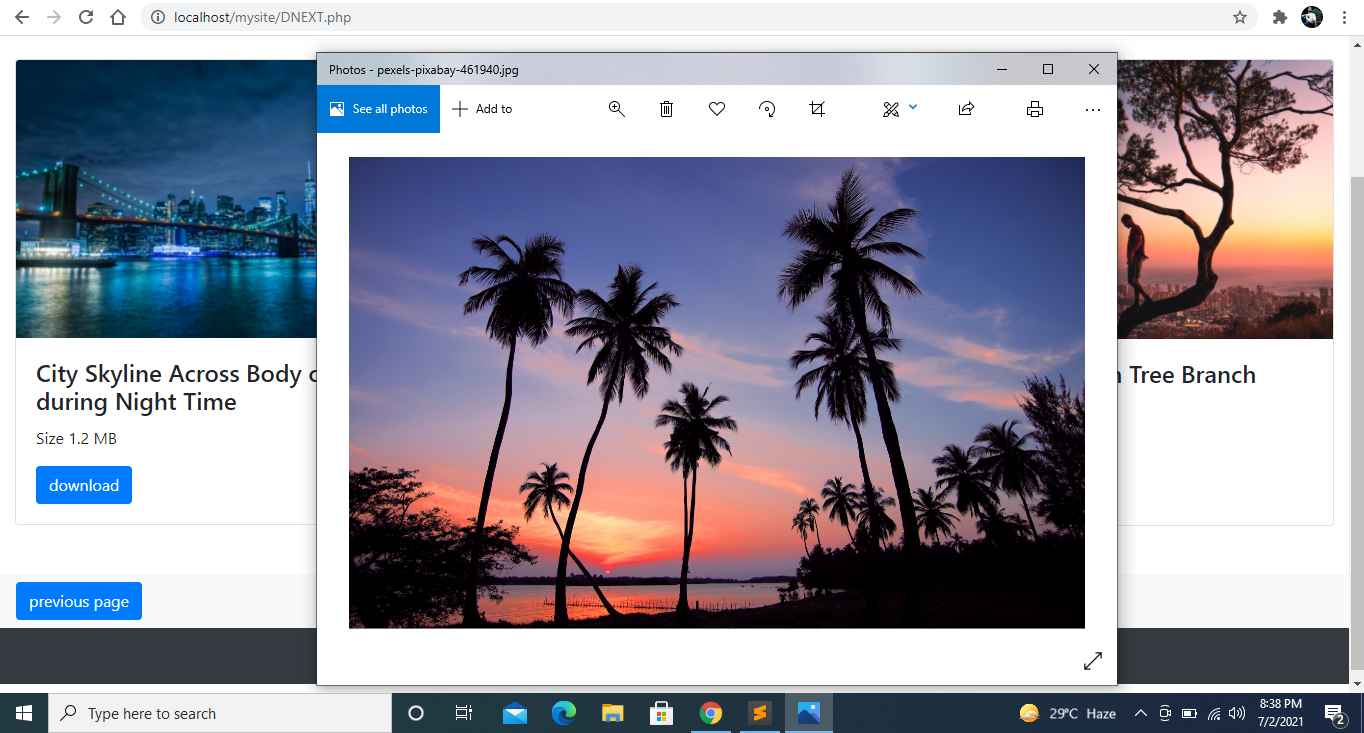 localhost/mysite/DNEXT.php
Photos - pexels-pixabay-461940.jpg
See all photos
Add to
City Skyline Across Body
during Night Time
Size 1.2 MB
download
Tree Branch
previous page
Type here to search
29°C Haze
8:38 PM
7/2/2021
2